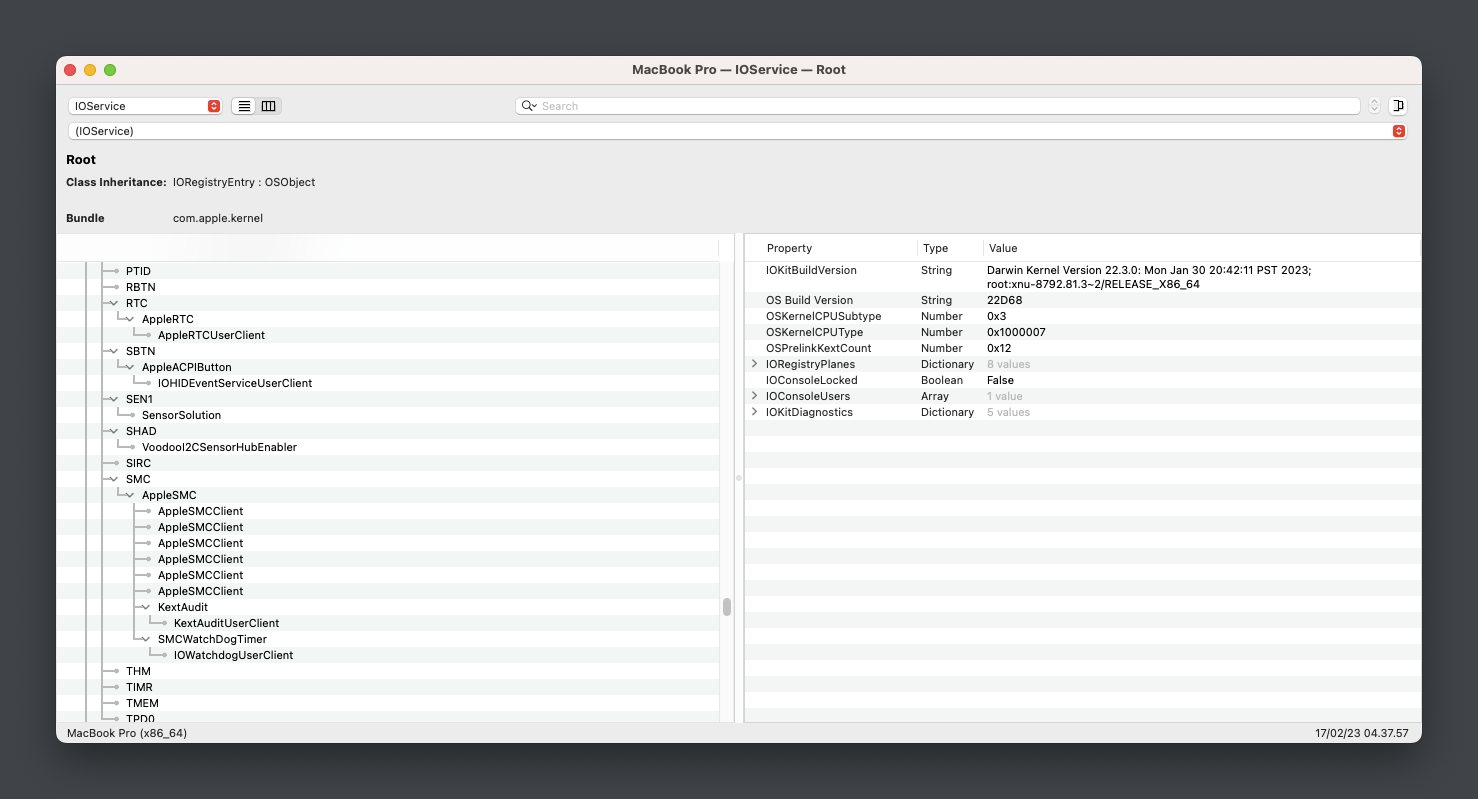 MacBook Pro — IOService — Root
IOService
Search
(IOService)
Root
Class Inheritance: IORegistryEntry : OSObject
Bundle com.apple.kernel
PTID
RBTN
RTC
AppleRTC
AppleRTCUserClient
SBTN
AppleACPIButton
IOHIDEventServiceUserClient
SEN1
SensorSolution
SHAD
VoodooI2CSensorHubEnabler
SIRC
SMC
AppleSMC
AppleSMCClient
AppleSMCClient
AppleSMCClient
AppleSMCClient
AppleSMCClient
AppleSMCClient
KextAudit
KextAuditUserClient
SMCWatchDogTimer
IOWatchdogUserClient
THM
TIMR
TMEM
TPD0
Property Type Value
IOKitBuildVersion String Darwin Kernel Version 22.3.0: Mon Jan 30 20:42:11 PST 2023;
root:xnu-8792.81.3~2/RELEASE_X86_64
OS Build Version String 22D68
OSKernelCPUSubtype Number 0x3
OSKernelCPUType Number 0x1000007
OSPrelinkKextCount Number 0x12
IORegistryPlanes Dictionary 8 values
IOConsoleLocked Boolean False
IOConsoleUsers Array 1 value
IOKitDiagnostics Dictionary 5 values
MacBook Pro (x86_64)
17/02/23 04.37.57